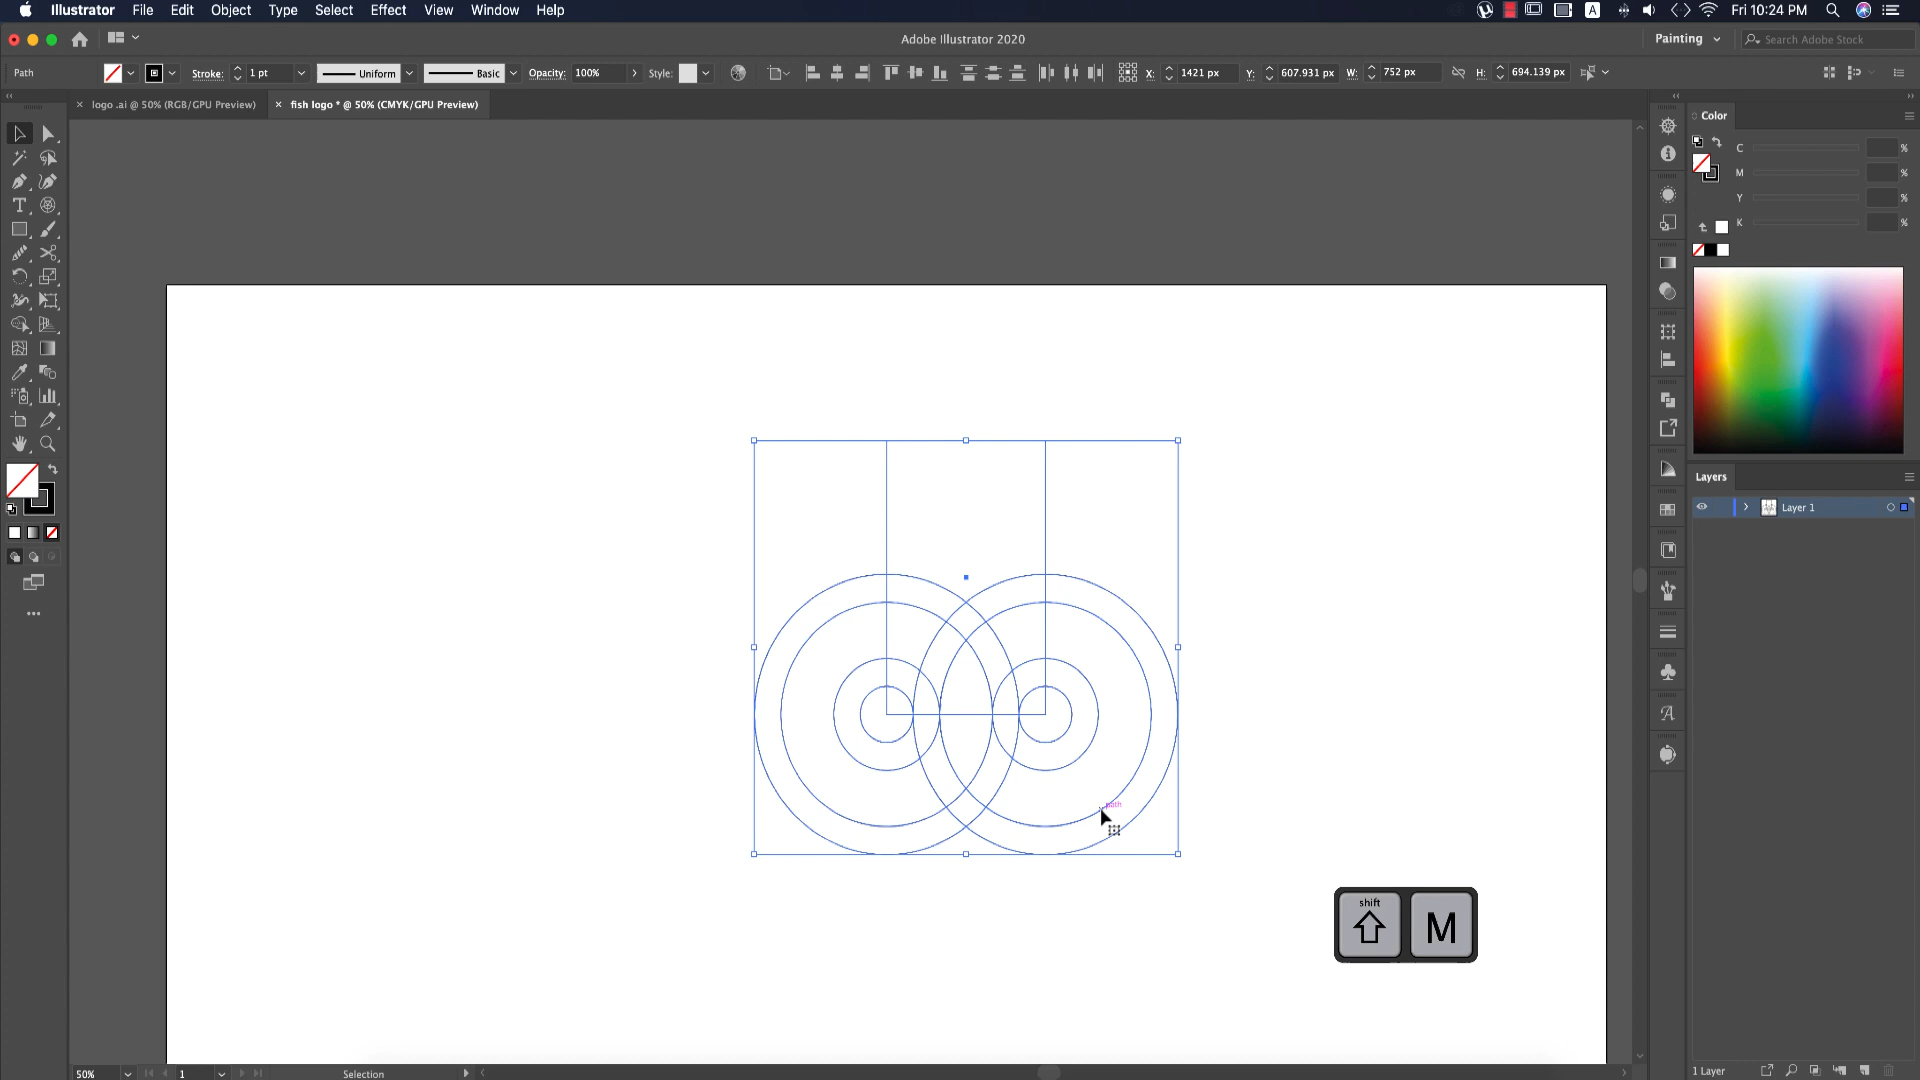 Illustrator File Edit Object Type Select Effect View Window Help
A Fri 10:24 PM
Adobe Illustrator 2020
Painting
Search Adobe Stock
Path Stroke: 1 pt Uniform Basic Opacity: 100% Style: X: 1421 px Y: 607.931 px W: 752 px H: 694.139 px
logo .ai @ 50% (RGB/GPU Preview)
fish logo * @ 50% (CMYK/GPU Preview)
Color
C %
M %
Y %
K %
Layers
Layer 1
path
shift
M
50% 1 Selection
1 Layer